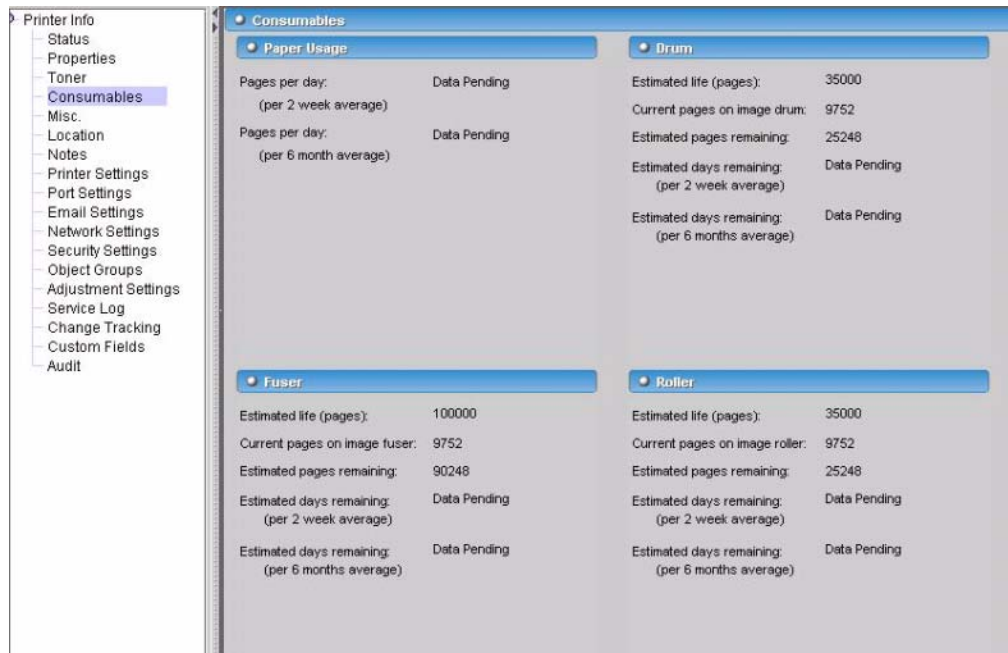 Printer Info
Status
Properties
Toner
Consumables
Misc.
Location
Notes
Printer Settings
Port Settings
Email Settings
Network Settings
Security Settings
Object Groups
Adjustment Settings
Service Log
Change Tracking
Custom Fields
Audit
Consumables
Paper Usage
Pages per day: Data Pending
(per 2 week average)
Pages per day: Data Pending
(per 6 month average)
Drum
Estimated life (pages): 35000
Current pages on image drum: 9752
Estimated pages remaining: 25248
Estimated days remaining: Data Pending
(per 2 week average)
Estimated days remaining: Data Pending
(per 6 months average)
Fuser
Estimated life (pages): 100000
Current pages on image fuser: 9752
Estimated pages remaining: 90248
Estimated days remaining: Data Pending
(per 2 week average)
Estimated days remaining: Data Pending
(per 6 months average)
Roller
Estimated life (pages): 35000
Current pages on image roller: 9752
Estimated pages remaining: 25248
Estimated days remaining: Data Pending
(per 2 week average)
Estimated days remaining: Data Pending
(per 6 months average)